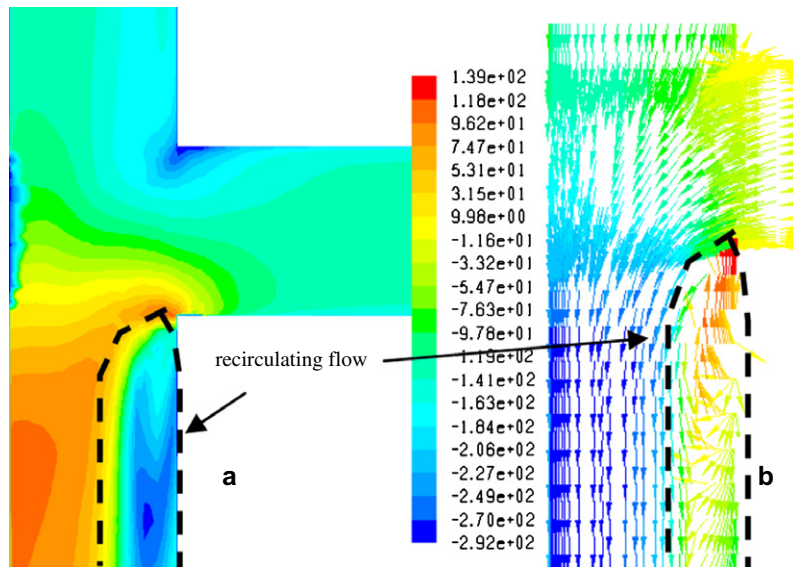 1.39e+02
1.18e+02
9.62e+01
7.47e+01
5.31e+01
3.15e+01
9.98e+00
-1.16e+01
-3.32e+01
-5.47e+01
-7.63e+01
-9.78e+01
-1.19e+02
-1.41e+02
-1.63e+02
-1.84e+02
-2.06e+02
-2.27e+02
-2.49e+02
-2.70e+02
-2.92e+02
recirculating flow
a
b